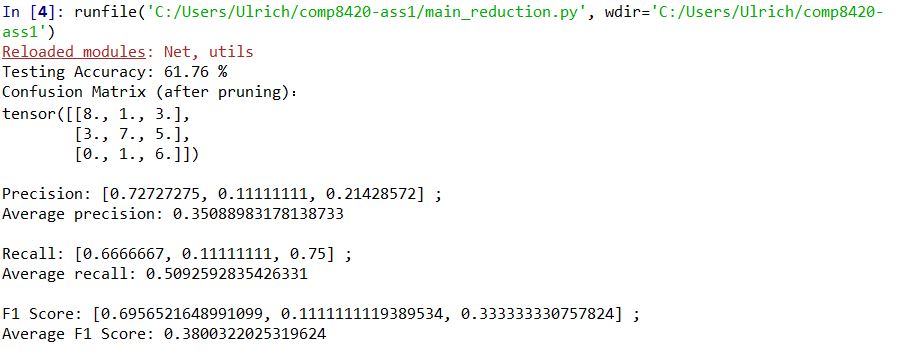 In [4]: runfile('C:/Users/Ulrich/comp8420-ass1/main_reduction.py', wdir='C:/Users/Ulrich/comp8420-
ass1')
Reloaded modules: Net, utils
Testing Accuracy: 61.76 %
Confusion Matrix (after pruning)：
tensor([[8., 1., 3.],
        [3., 7., 5.],
        [0., 1., 6.]])
Precision: [0.72727275, 0.11111111, 0.21428572] ;
Average precision: 0.35088983178138733
Recall: [0.6666667, 0.11111111, 0.75] ;
Average recall: 0.5092592835426331
F1 Score: [0.6956521648991099, 0.1111111119389534, 0.333333330757824] ;
Average F1 Score: 0.3800322025319624